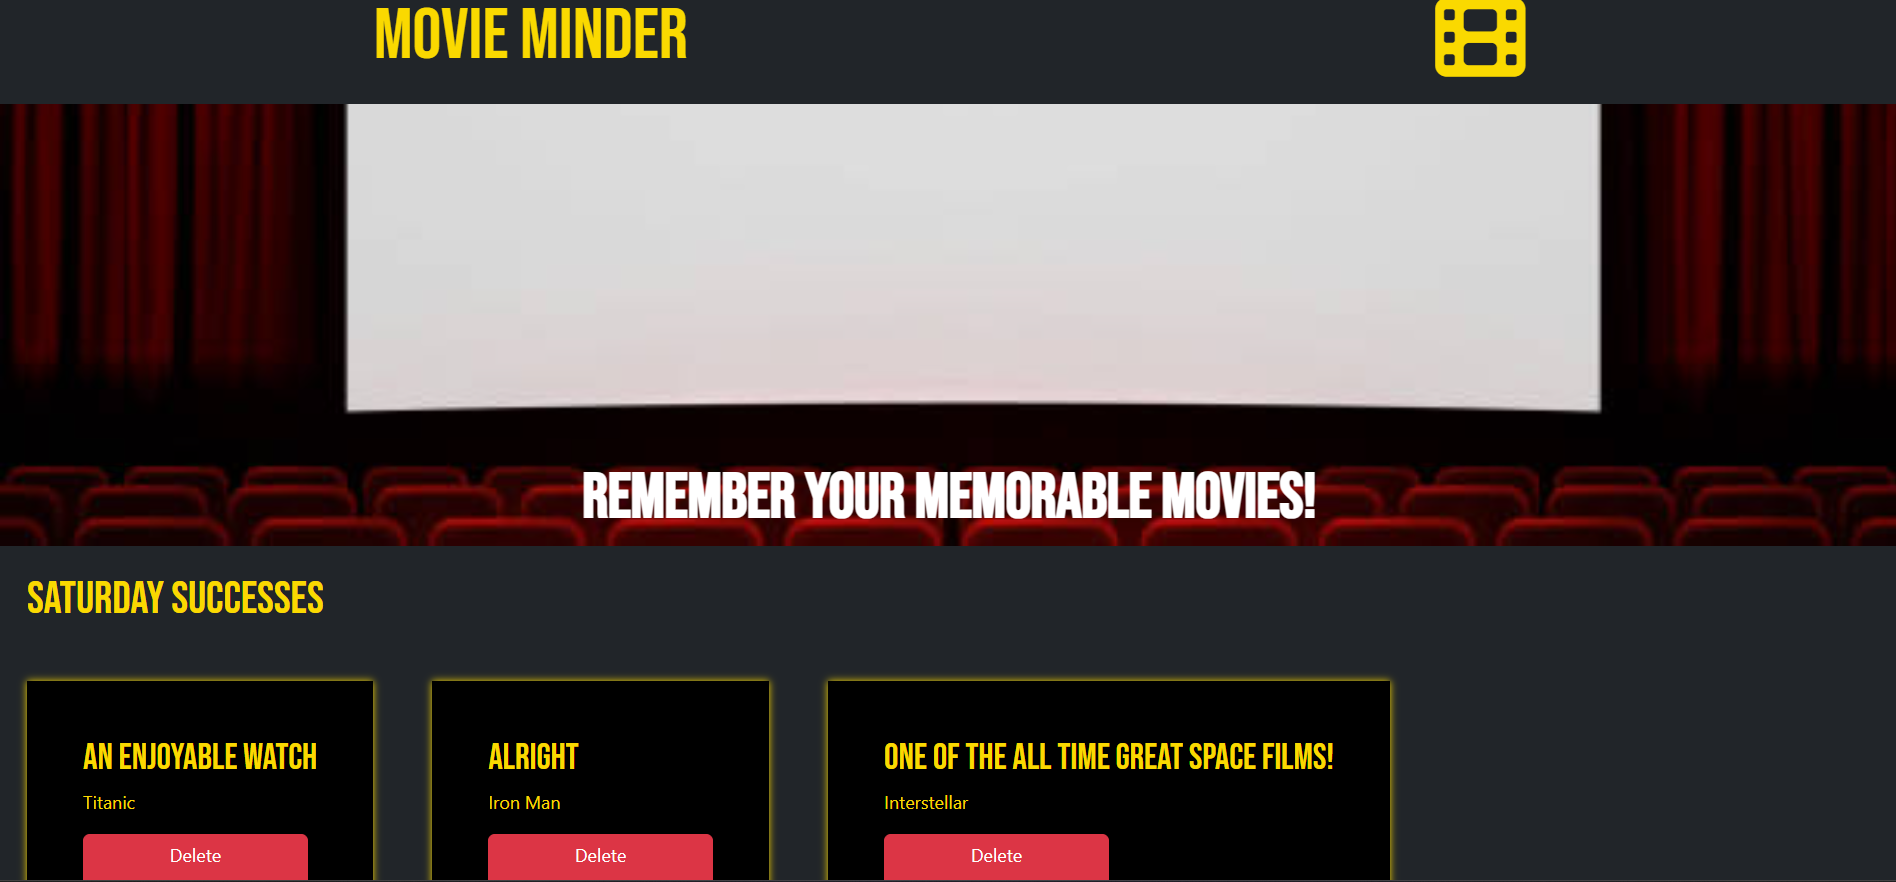 MOVIE MINDER
REMEMBER YOUR MEMORABLE MOVIES!
SATURDAY SUCCESSES
AN ENJOYABLE WATCH
Titanic
Delete
ALRIGHT
Iron Man
Delete
ONE OF THE ALL TIME GREAT SPACE FILMS!
Interstellar
Delete